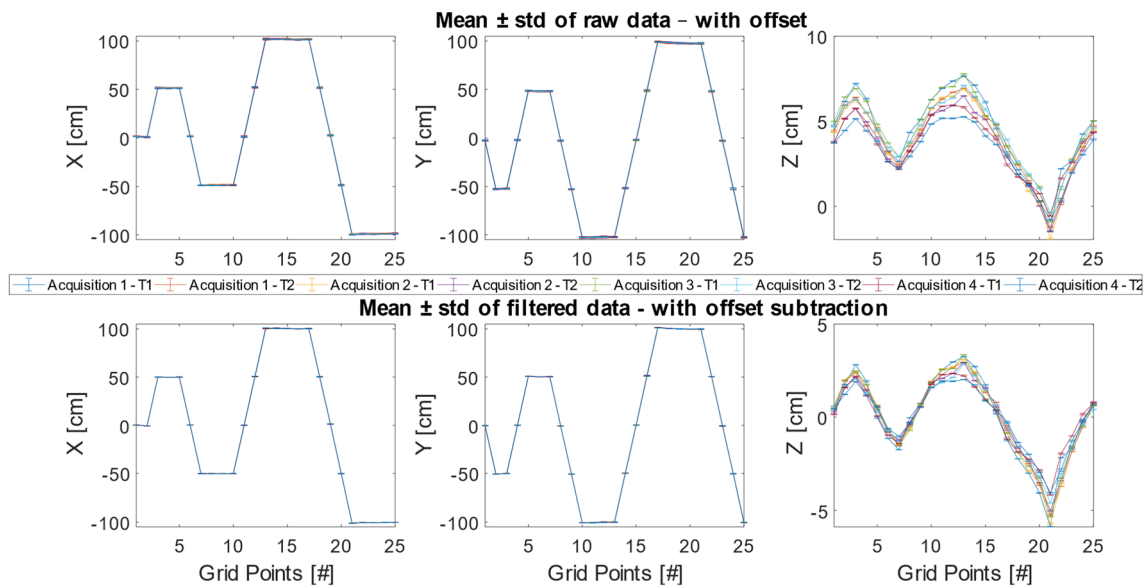 Mean ± std of raw data – with offset
X [cm]
100
50
0
-50
-100
5 10 15 20 25
Y [cm]
100
50
0
-50
-100
5 10 15 20 25
Z [cm]
10
5
0
5 10 15 20 25
Acquisition 1 - T1 Acquisition 1 - T2 Acquisition 2 - T1 Acquisition 2 - T2 Acquisition 3 - T1 Acquisition 3 - T2 Acquisition 4 - T1 Acquisition 4 - T2
Mean ± std of filtered data - with offset subtraction
X [cm]
100
50
0
-50
-100
5 10 15 20 25
Grid Points [#]
Y [cm]
100
50
0
-50
-100
5 10 15 20 25
Grid Points [#]
Z [cm]
5
0
-5
5 10 15 20 25
Grid Points [#]